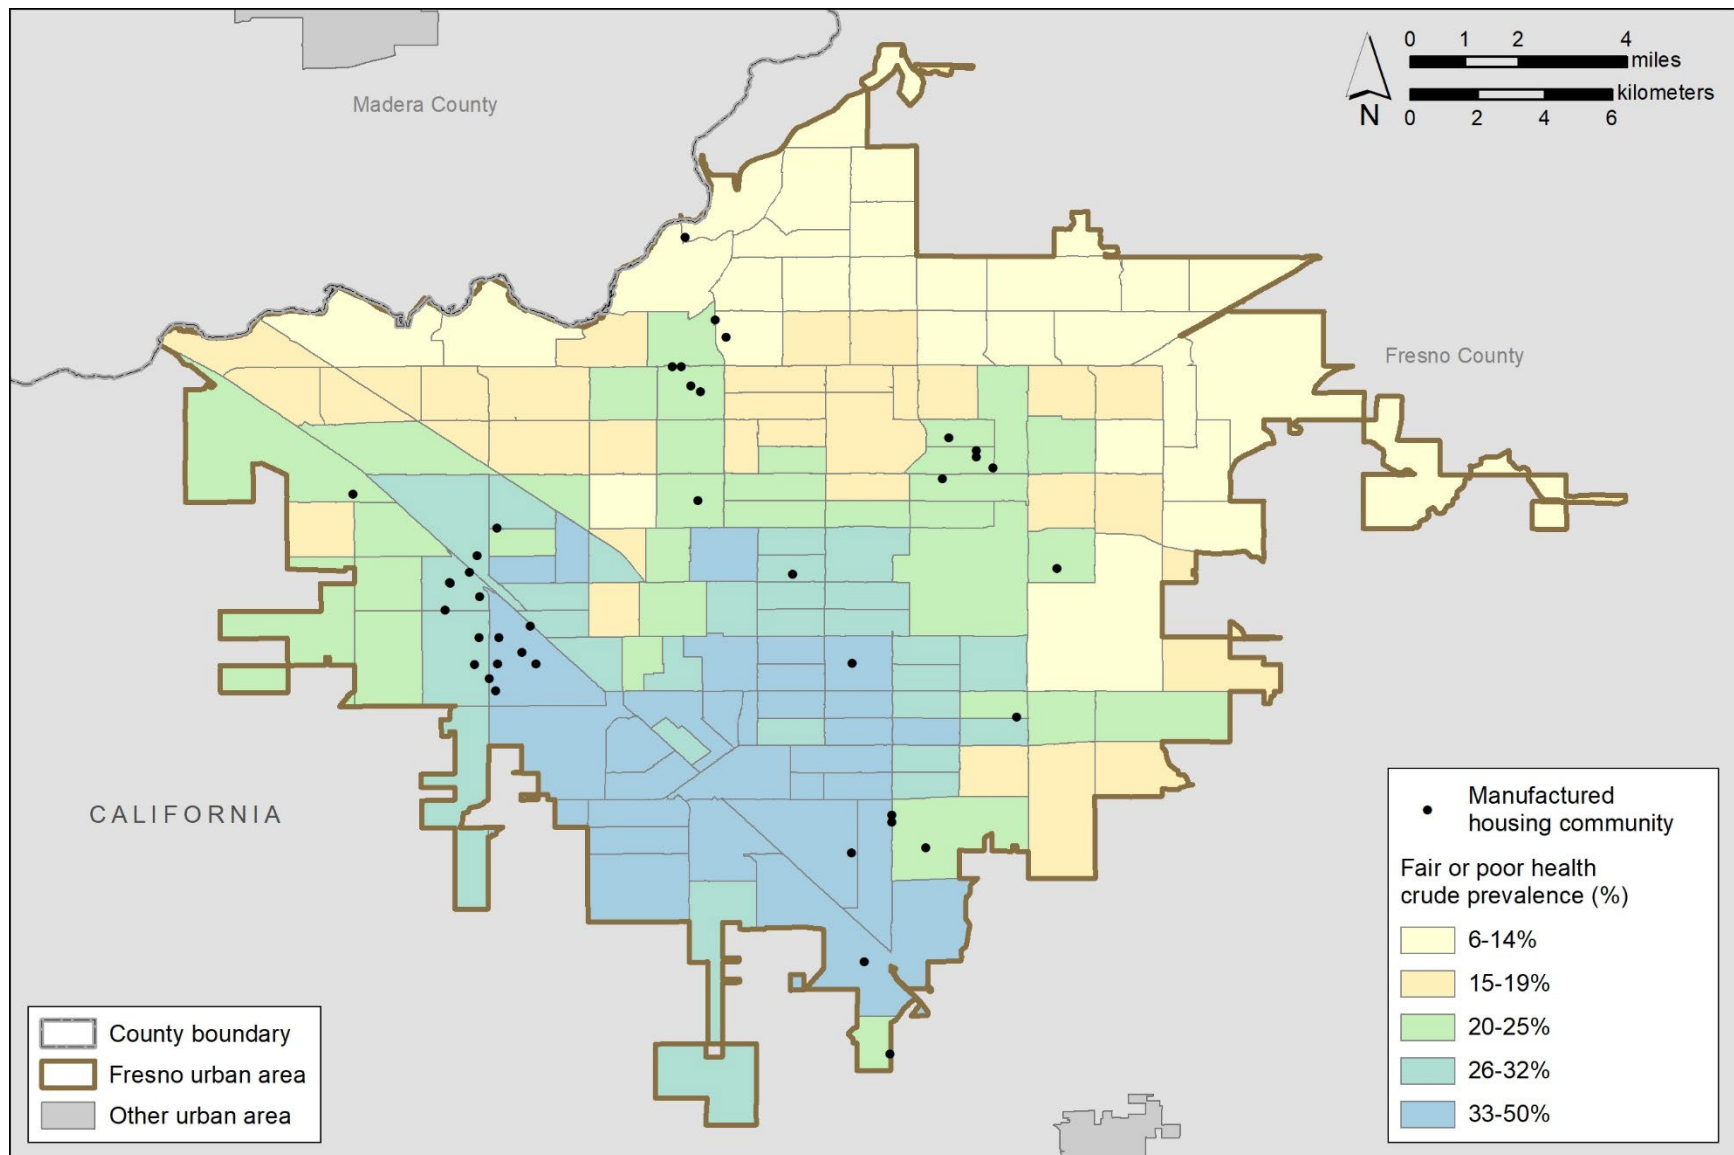 0 1 2 4
miles
kilometers
N 0 2 4 6
Madera County
Fresno County
CALIFORNIA
Manufactured
housing community
Fair or poor health
crude prevalence (%)
6-14%
15-19%
20-25%
26-32%
33-50%
County boundary
Fresno urban area
Other urban area